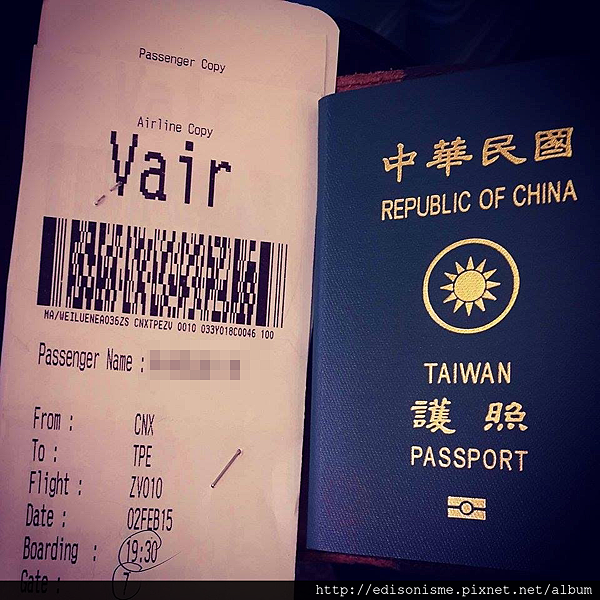 Passenger Copy
Airline Copy
Vair
MA/WEILUENEA036ZS CNXTPEZV 0010 033Y018C0046 100
Passenger Name :
From : CNX
To : TPE
Flight : ZV010
Date : 02FEB15
Boarding : 19:30
Gate : 7
中華民國
REPUBLIC OF CHINA
TAIWAN
護照
PASSPORT
http://edisonisme.pixnet.net/album